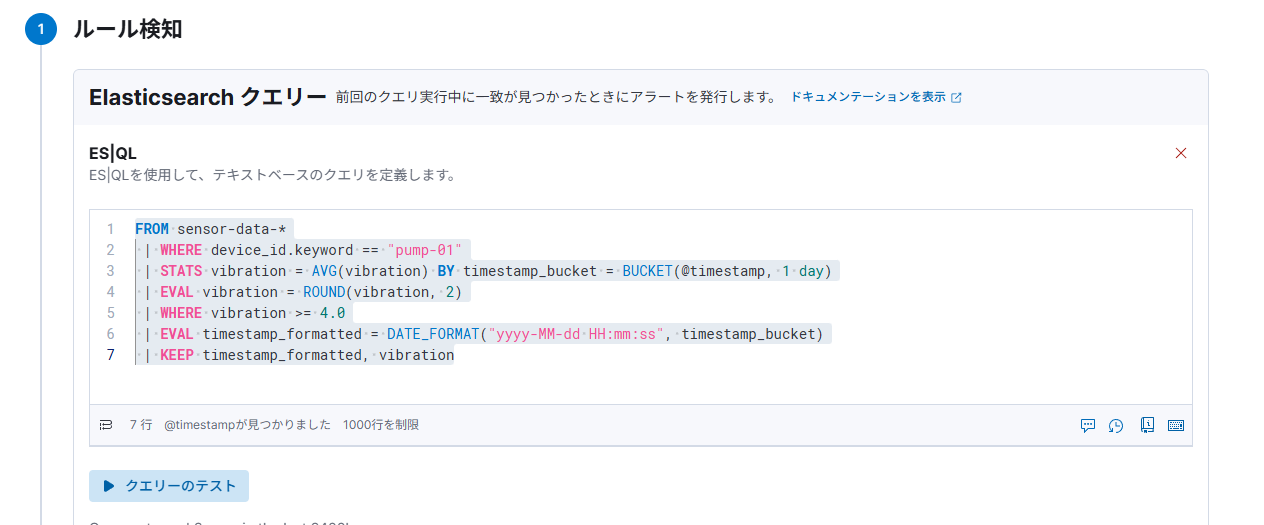 1 ルール検知
Elasticsearch クエリー 前回のクエリ実行中に一致が見つかったときにアラートを発行します。 ドキュメンテーションを表示
ES|QL
ES|QLを使用して、テキストベースのクエリを定義します。
1 FROM sensor-data-*
2 | WHERE device_id.keyword == "pump-01"
3 | STATS vibration = AVG(vibration) BY timestamp_bucket = BUCKET(@timestamp, 1 day)
4 | EVAL vibration = ROUND(vibration, 2)
5 | WHERE vibration >= 4.0
6 | EVAL timestamp_formatted = DATE_FORMAT("yyyy-MM-dd HH:mm:ss", timestamp_bucket)
7 | KEEP timestamp_formatted, vibration
7 行 @timestampが見つかりました 1000行を制限
クエリーのテスト